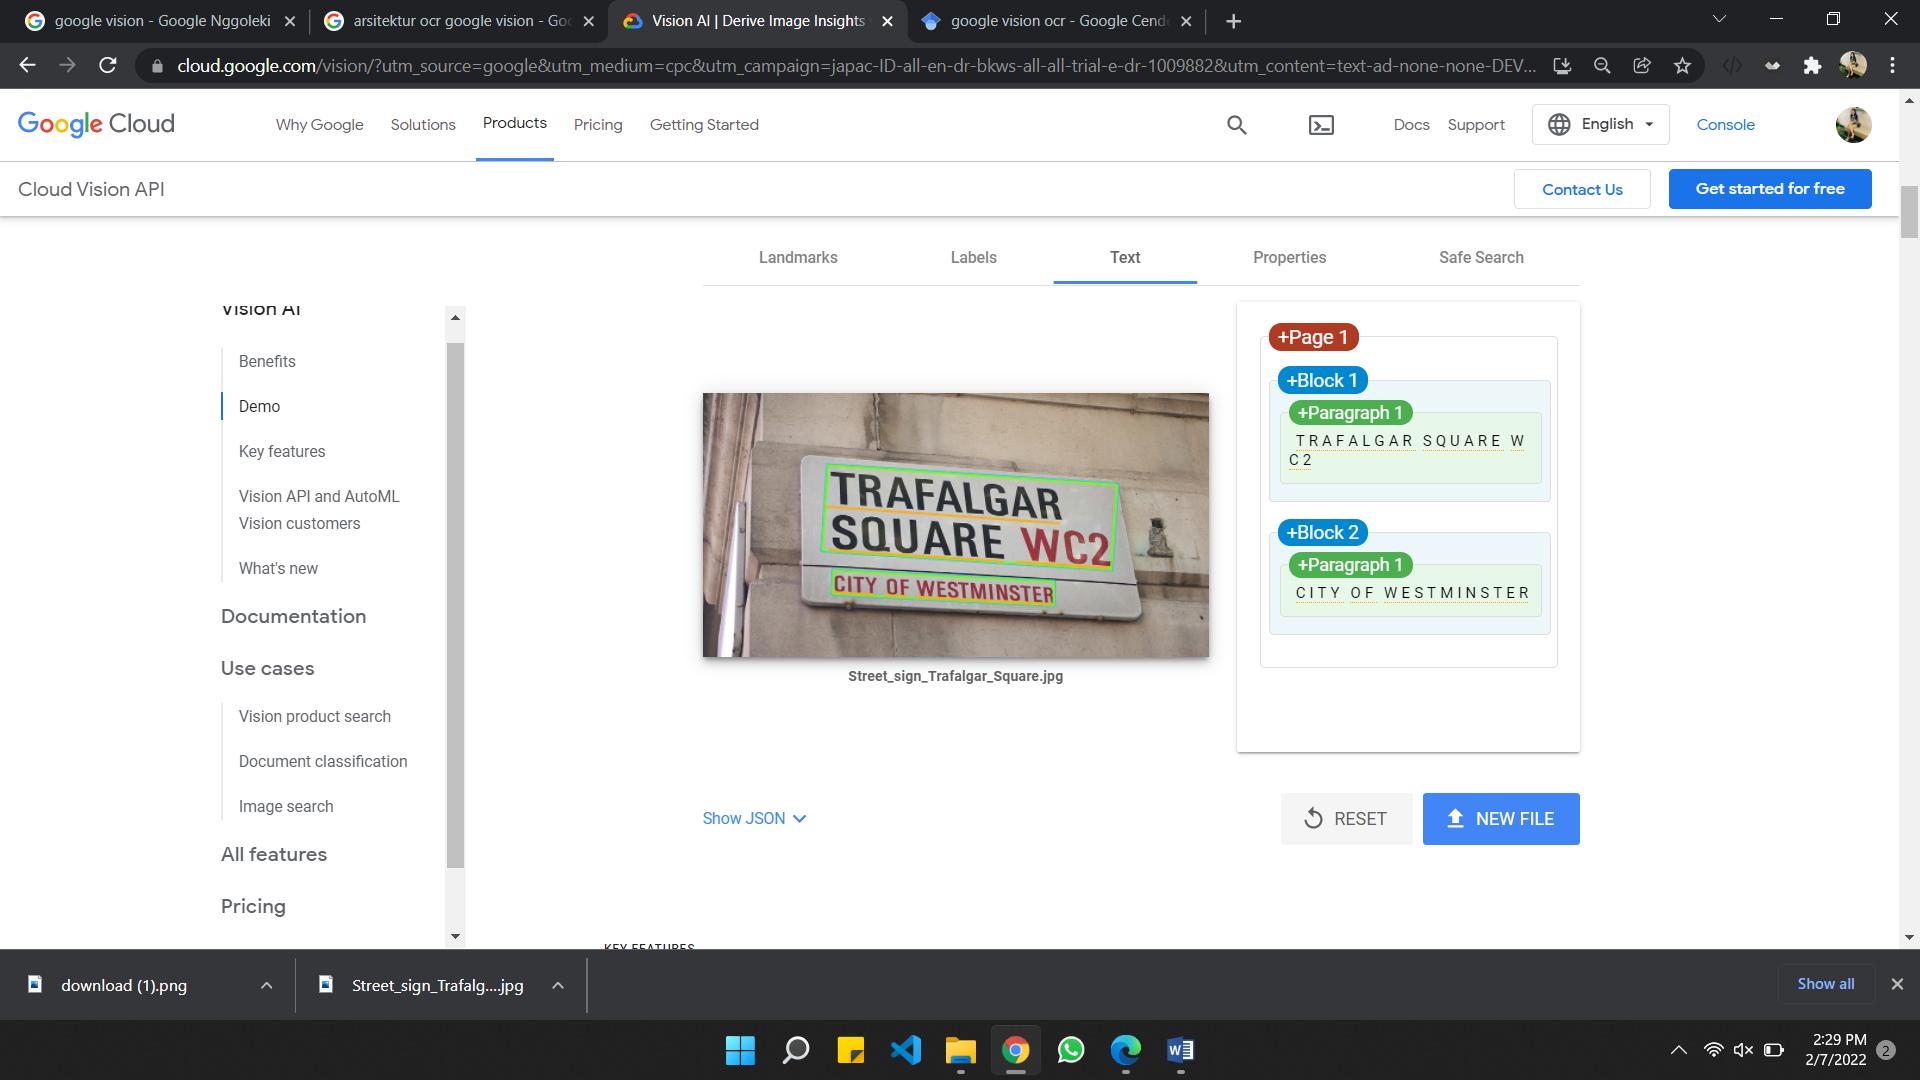 google vision - Google Nggoleki
arsitektur ocr google vision - Goo
Vision AI | Derive Image Insights
google vision ocr - Google Cende
cloud.google.com/vision/?utm_source=google&utm_medium=cpc&utm_campaign=japac-ID-all-en-dr-bkws-all-all-trial-e-dr-1009882&utm_content=text-ad-none-none-DEV...
Google Cloud
Why Google
Solutions
Products
Pricing
Getting Started
Docs
Support
English
Console
Cloud Vision API
Contact Us
Get started for free
Landmarks
Labels
Text
Properties
Safe Search
Vision AI
Benefits
Demo
Key features
Vision API and AutoML
Vision customers
What's new
Documentation
Use cases
Vision product search
Document classification
Image search
All features
Pricing
TRAFALGAR
SQUARE WC2
CITY OF WESTMINSTER
Street_sign_Trafalgar_Square.jpg
+Page 1
+Block 1
+Paragraph 1
TRAFALGAR SQUARE W
C2
+Block 2
+Paragraph 1
CITY OF WESTMINSTER
Show JSON
RESET
NEW FILE
KEY FEATURES
download (1).png
Street_sign_Trafalg....jpg
Show all
2:29 PM
2/7/2022
2